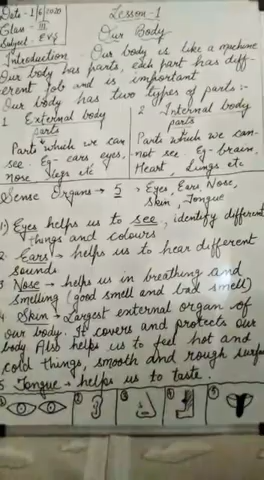 Date - 1/6/2020
Lesson - 1
Class - III
Our Body
Subject - EVS
Introduction Our body is like a machine
Our body has parts, each part has diff-
erent job and is important
Our body has two types of parts :-
1 External body parts
Parts which we can
see. Eg - ears, eyes,
nose, legs etc
2 Internal body parts
Parts which we can-
not see. Eg - brain,
Heart, Lungs etc
Sense Organs → 5 : Eyes, Ears, Nose,
Skin, Tongue
1) Eyes helps us to see, identify different
things and colours
2 Ears → helps us to hear different
sounds
3 Nose → helps us in breathing and
smelling (good smell and bad smell)
4 Skin → Largest external organ of
our body. It covers and protects our
body Also helps us to feel hot and
cold things, smooth and rough surface
5 Tongue → helps us to taste.
① ② ③ ④ ⑤